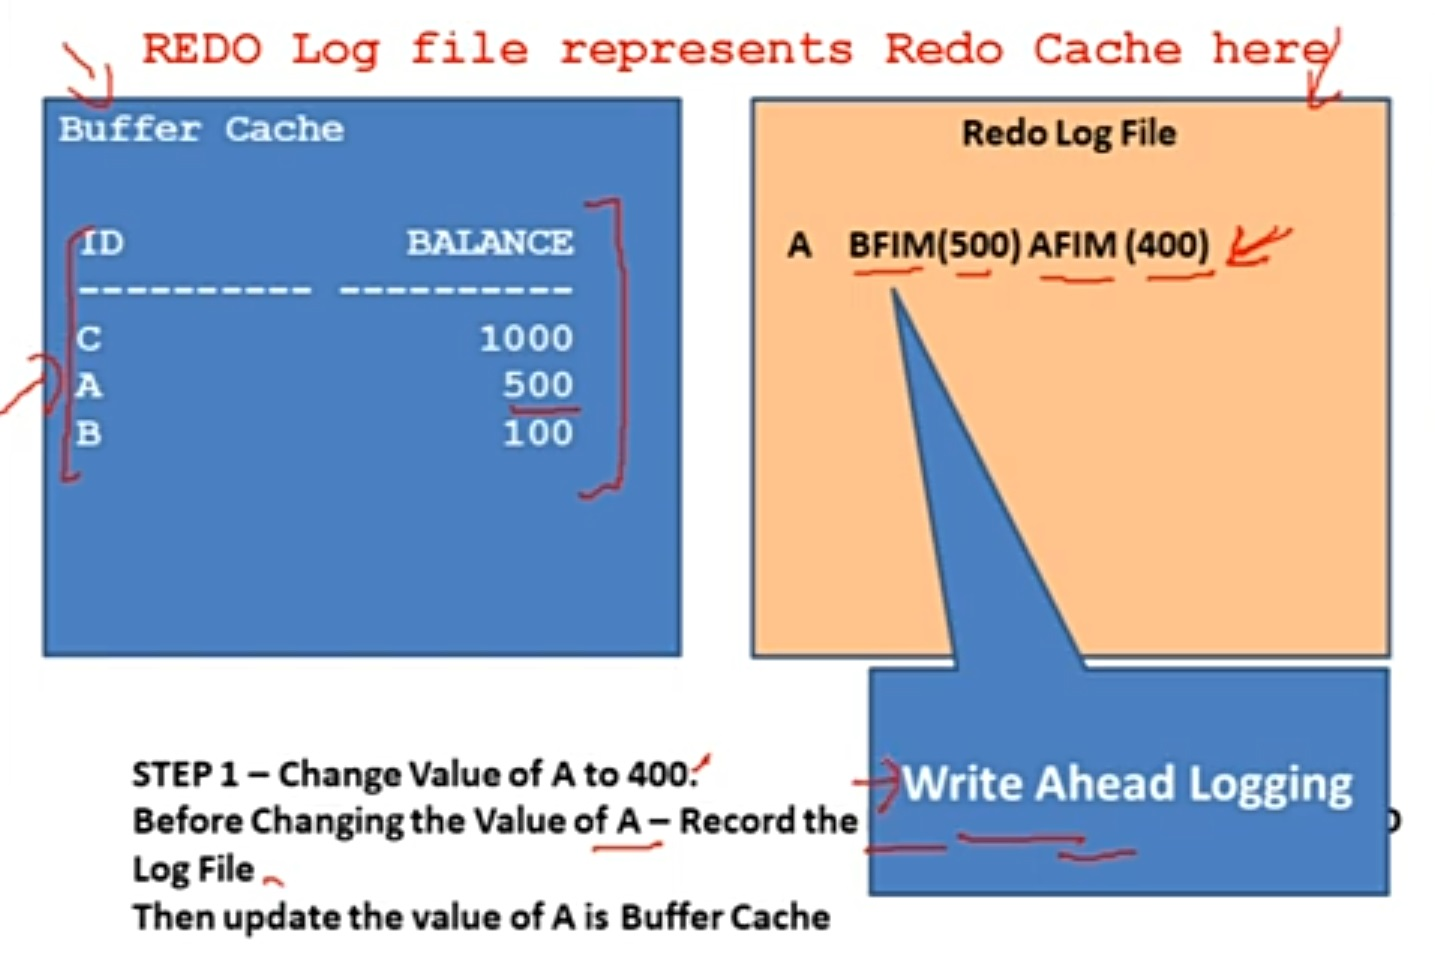 REDO Log file represents Redo Cache here
Buffer Cache
ID BALANCE
---------- ----------
C 1000
A 500
B 100
Redo Log File
A BFIM(500) AFIM (400)
Write Ahead Logging
STEP 1 – Change Value of A to 400.
Before Changing the Value of A – Record the
Log File
Then update the value of A is Buffer Cache